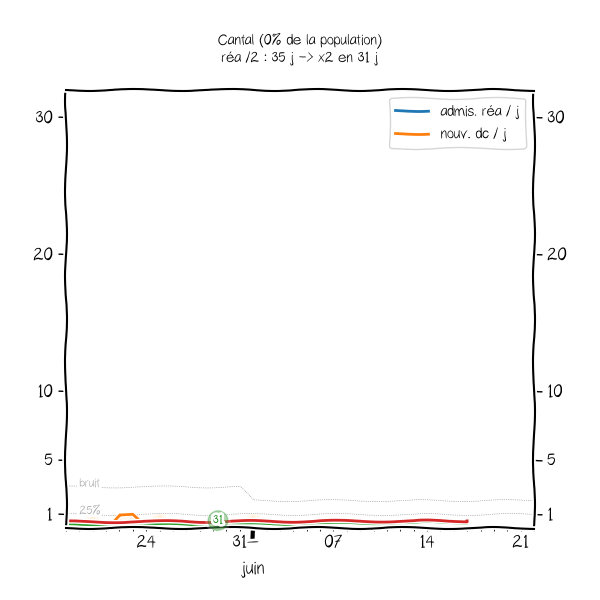 Cantal (0% de la population)
réa /2 : 35 j -> x2 en 31 j
admis. réa / j
nouv. dc / j
30
30
20
20
10
10
5
5
bruit
25%
1
1
31
24
31
07
14
21
juin